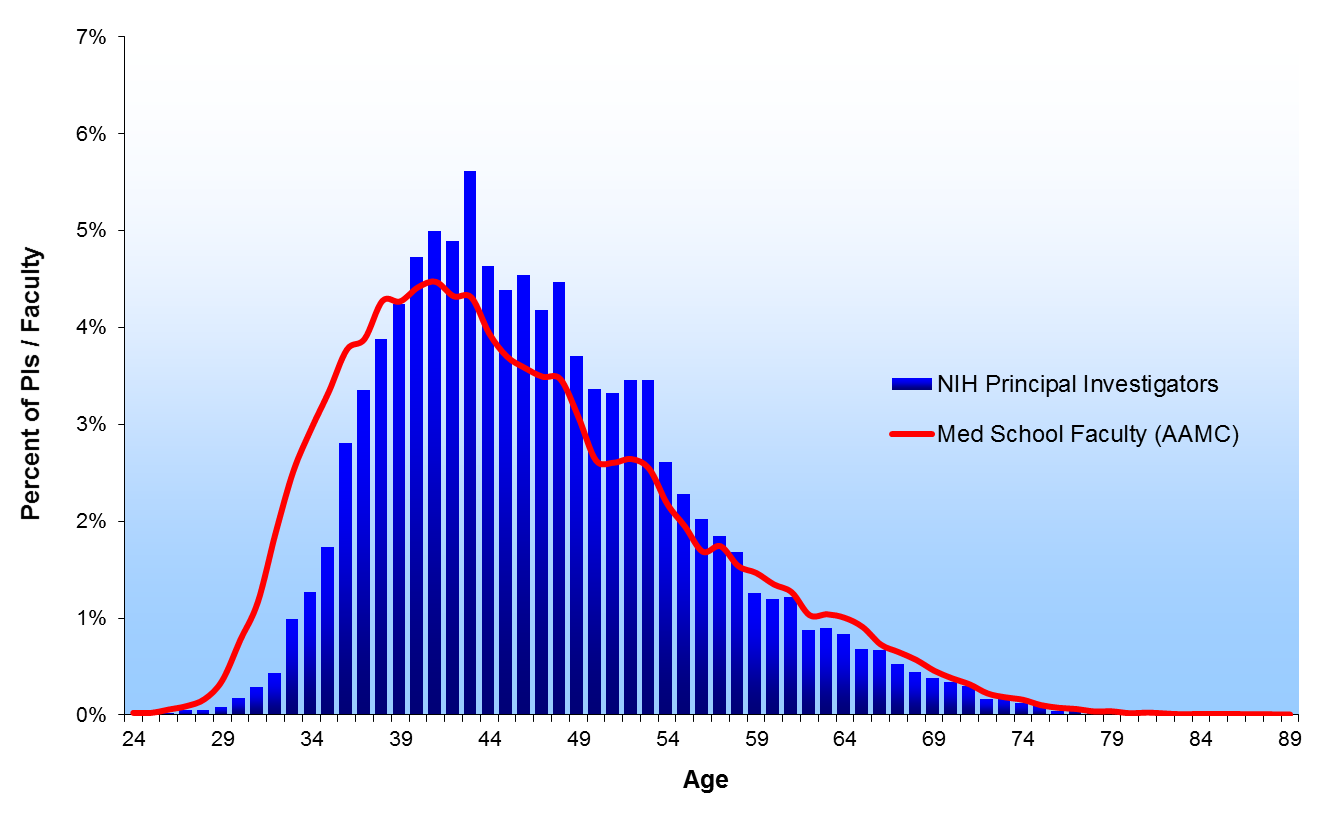 7%
6%
5%
4%
3%
2%
1%
0%
Percent of PIs / Faculty
NIH Principal Investigators
Med School Faculty (AAMC)
24 29 34 39 44 49 54 59 64 69 74 79 84 89
Age